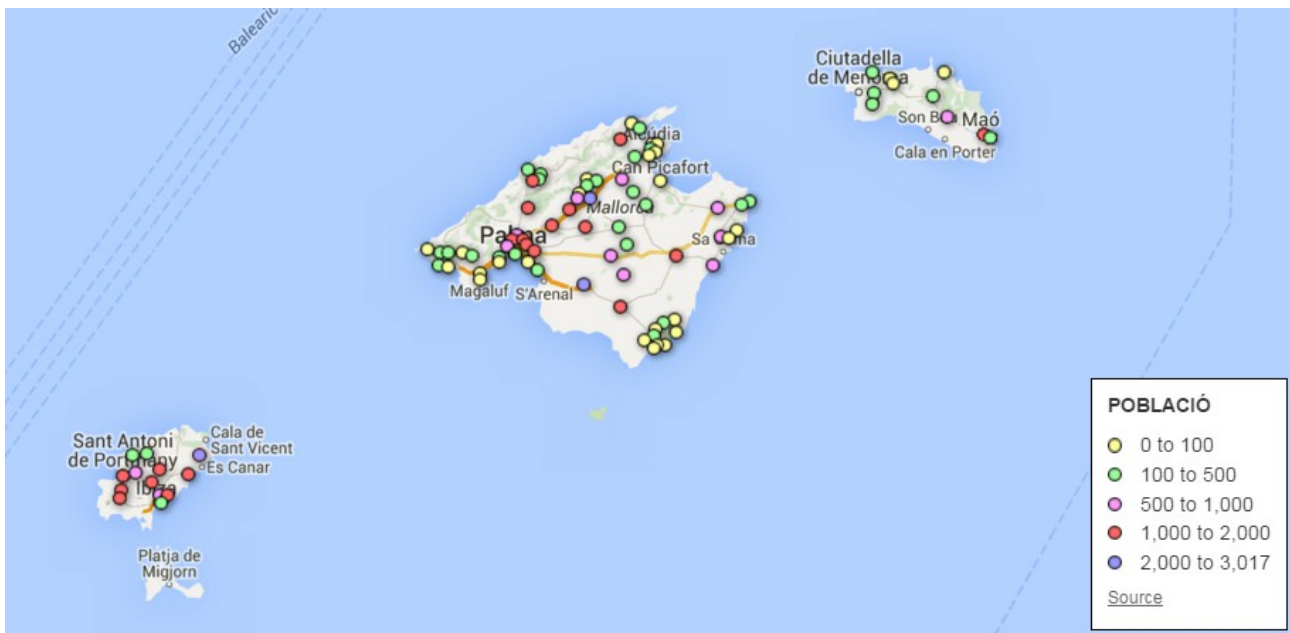 Balearic
Ciutadella
de Menorca
Maó
Son B
Cala en Porter
Alcúdia
Can Picafort
Mallorca
Palma
Sa
Magaluf
S'Arenal
Sant Antoni
de Portmany
Cala de
Sant Vicent
Es Canar
Ibiza
Platja de
Migjorn
POBLACIÓ
0 to 100
100 to 500
500 to 1,000
1,000 to 2,000
2,000 to 3,017
Source